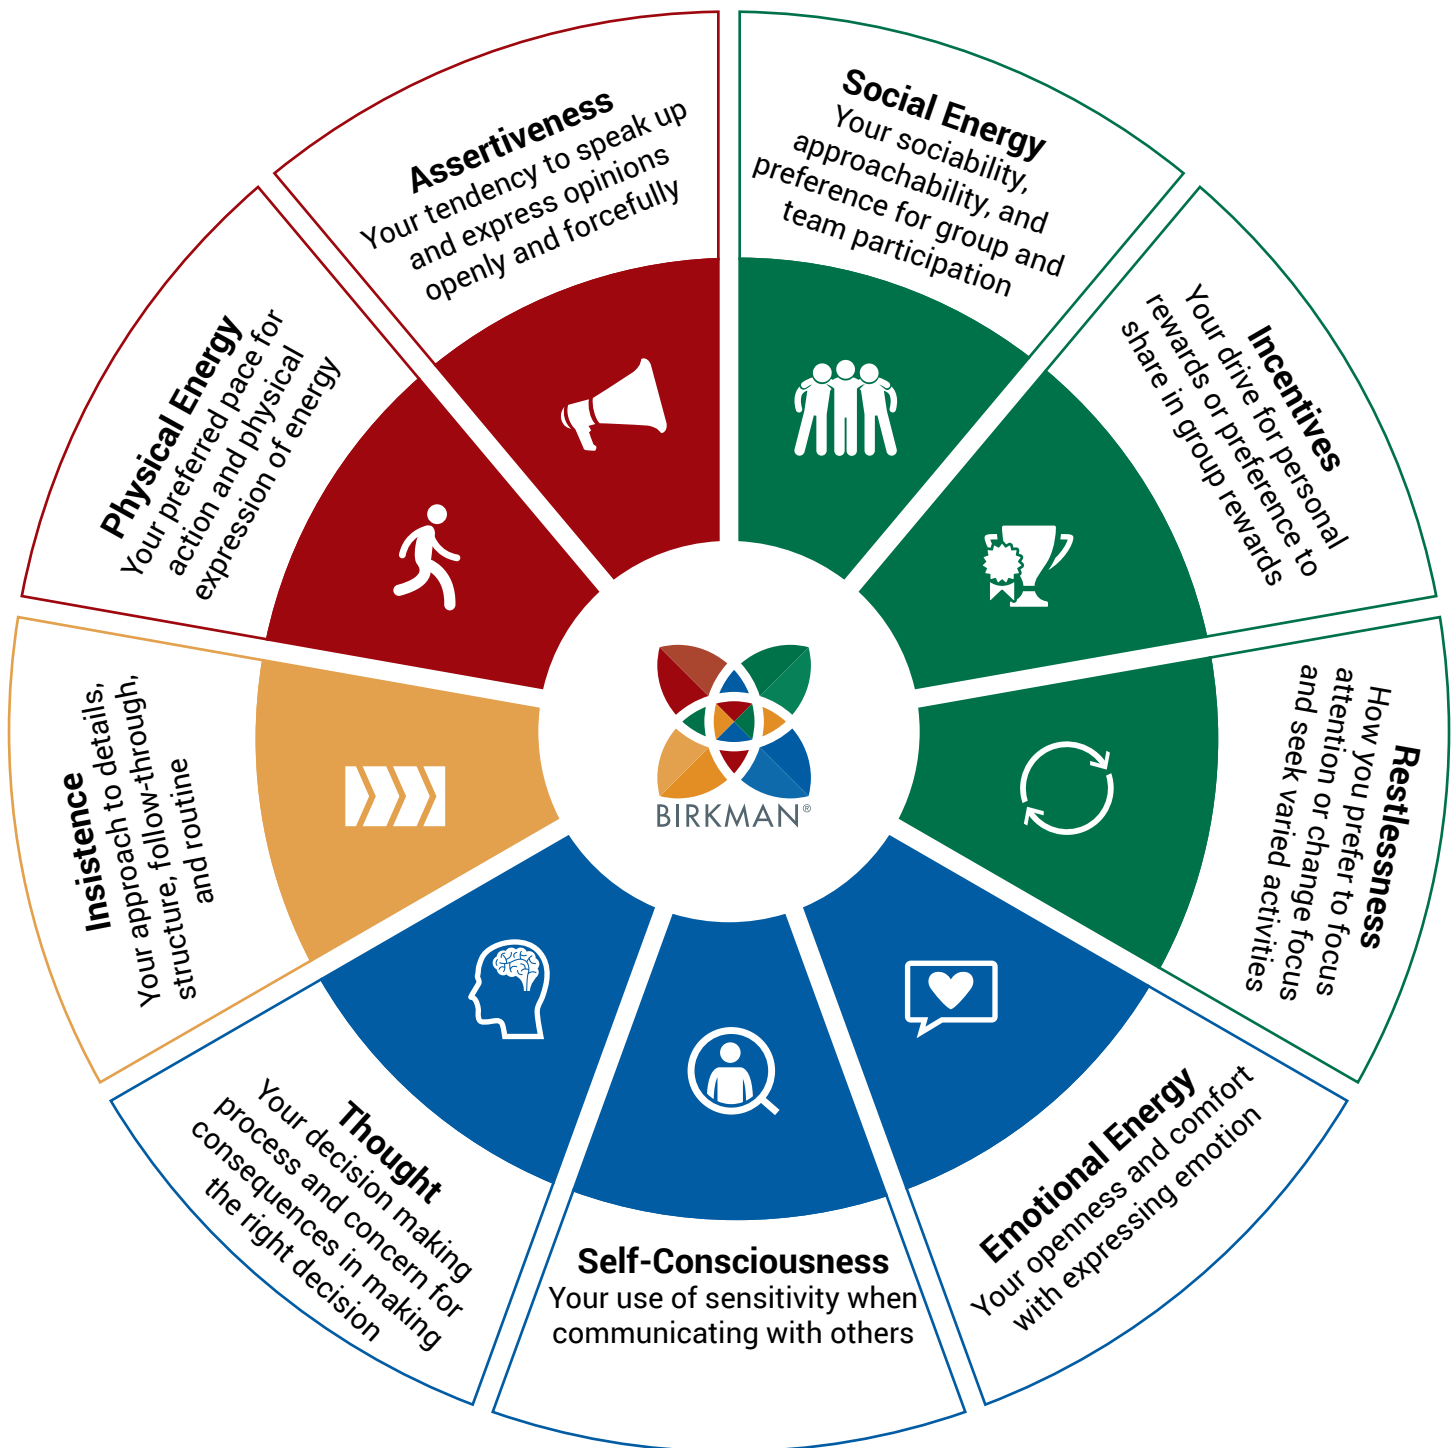 Social Energy
Your sociability,
approachability, and
preference for group and
team participation
Incentives
Your drive for personal
rewards or preference to
share in group rewards
Restlessness
How you prefer to focus
attention or change focus
and seek varied activities
Emotional Energy
Your openness and comfort
with expressing emotion
Self-Consciousness
Your use of sensitivity when
communicating with others
Thought
Your decision making
process and concern for
consequences in making
the right decision
Insistence
Your approach to details,
structure, follow-through,
and routine
Physical Energy
Your preferred pace for
action and physical
expression of energy
Assertiveness
Your tendency to speak up
and express opinions
openly and forcefully
BIRKMAN®